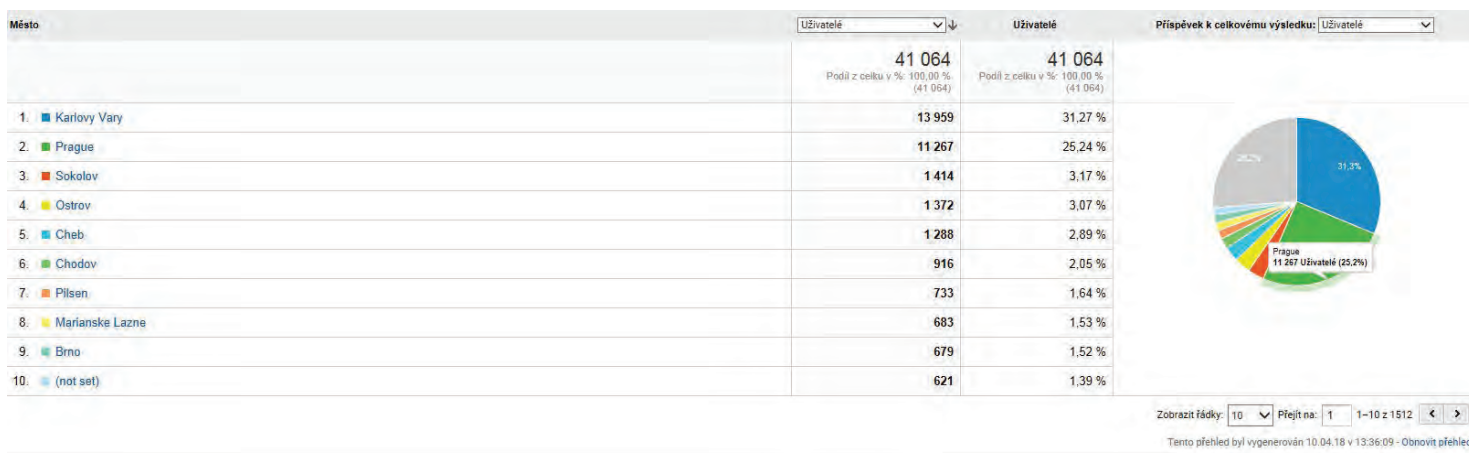 Město Uživatelé Uživatelé Příspěvek k celkovému výsledku: Uživatelé
41 064 41 064
Podíl z celku v %: 100,00 % Podíl z celku v %: 100,00 %
(41 064) (41 064)
1. Karlovy Vary 13 959 31,27 %
2. Prague 11 267 25,24 %
3. Sokolov 1 414 3,17 %
4. Ostrov 1 372 3,07 %
5. Cheb 1 288 2,89 %
6. Chodov 916 2,05 %
7. Pilsen 733 1,64 %
8. Marianske Lazne 683 1,53 %
9. Brno 679 1,52 %
10. (not set) 621 1,39 %
31,3%
Prague
11 267 Uživatelé (25,2%)
Zobrazit řádky: 10 Přejít na: 1 1–10 z 1512
Tento přehled byl vygenerován 10.04.18 v 13:36:09 - Obnovit přehled